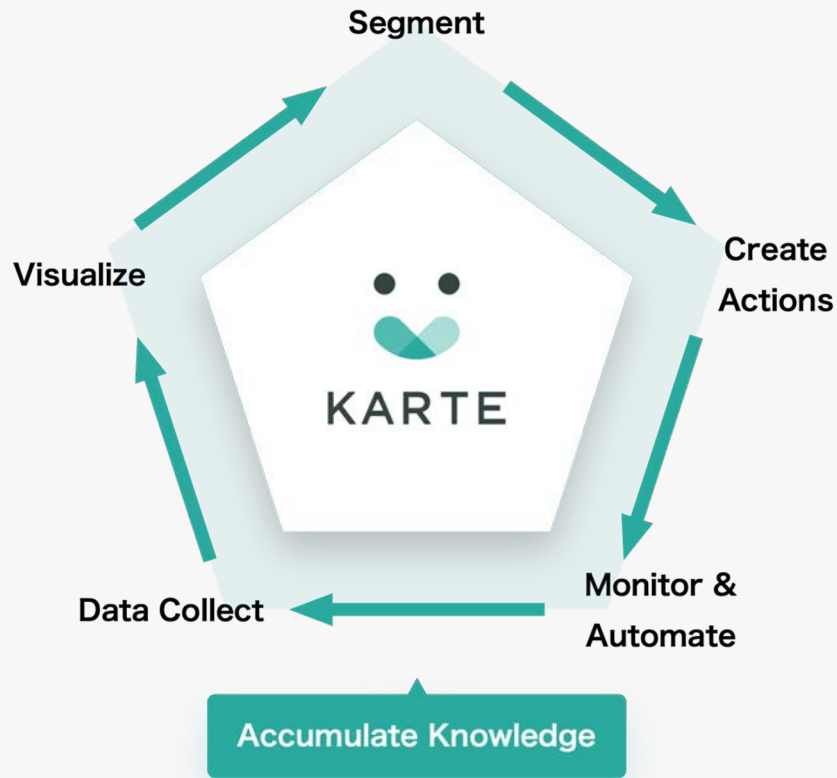 Segment
Create
Actions
Visualize
KARTE
Monitor &
Automate
Data Collect
Accumulate Knowledge